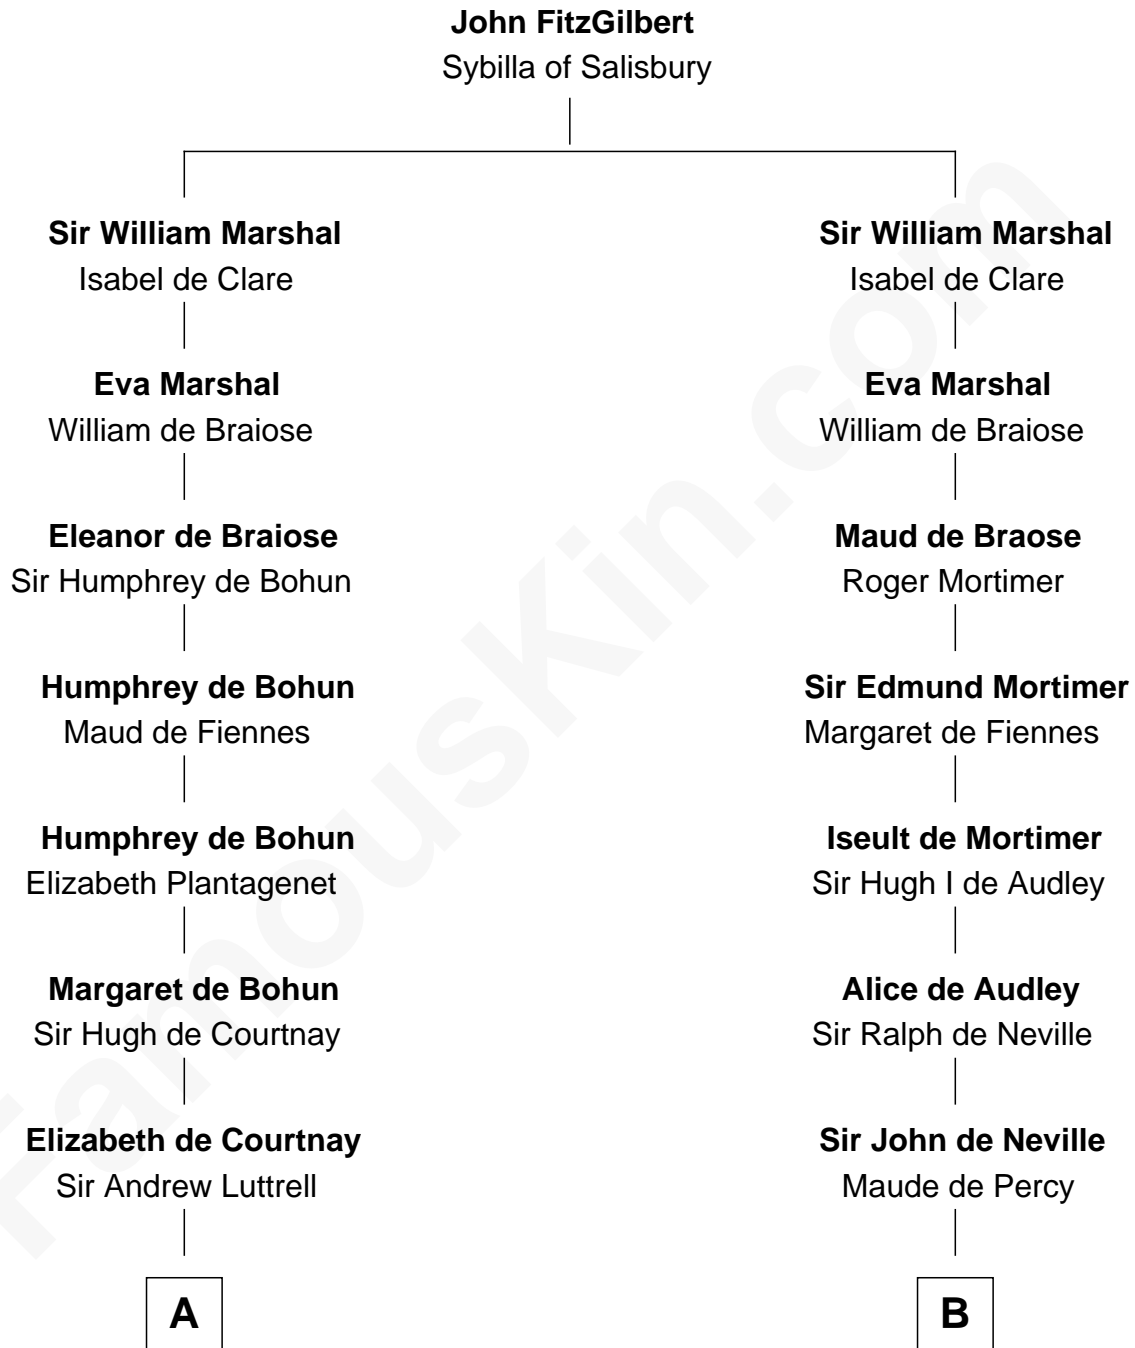 John FitzGilbert
Sybilla of Salisbury
Sir William Marshal
Isabel de Clare
Eva Marshal
William de Braiose
Eleanor de Braiose
Sir Humphrey de Bohun
Humphrey de Bohun
Maud de Fiennes
Humphrey de Bohun
Elizabeth Plantagenet
Margaret de Bohun
Sir Hugh de Courtnay
Elizabeth de Courtnay
Sir Andrew Luttrell
A
Sir William Marshal
Isabel de Clare
Eva Marshal
William de Braiose
Maud de Braose
Roger Mortimer
Sir Edmund Mortimer
Margaret de Fiennes
Iseult de Mortimer
Sir Hugh I de Audley
Alice de Audley
Sir Ralph de Neville
Sir John de Neville
Maude de Percy
B
FamousKin.com